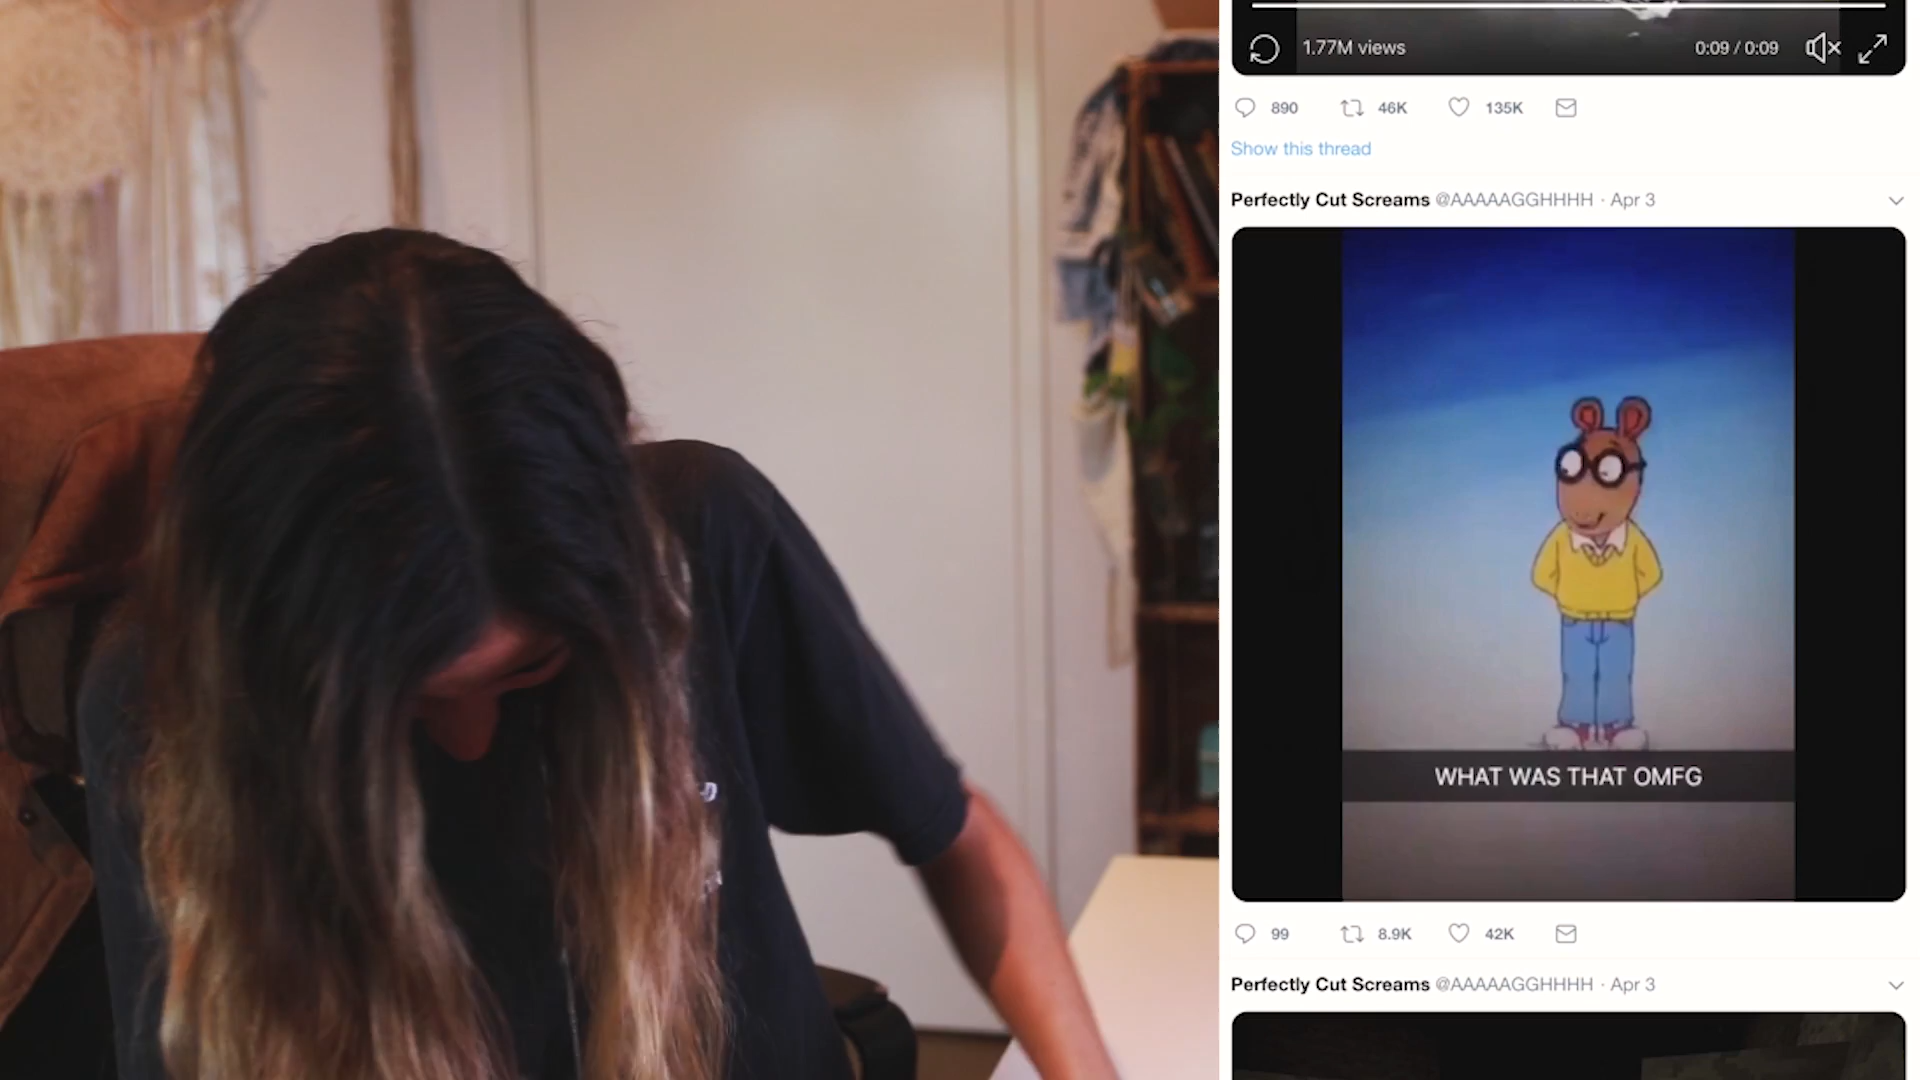 1.77M views 0:09 / 0:09
890 46K 135K
Show this thread
Perfectly Cut Screams @AAAAAGGHHHH · Apr 3
WHAT WAS THAT OMFG
99 8.9K 42K
Perfectly Cut Screams @AAAAAGGHHHH · Apr 3